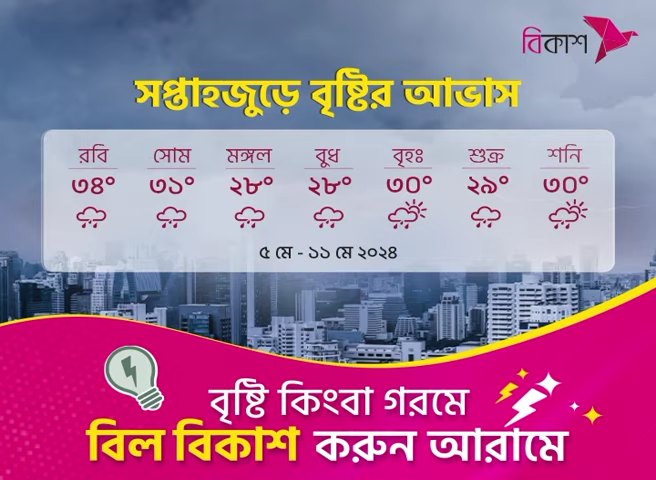 বিকাশ
সপ্তাহজুড়ে বৃষ্টির আভাস
রবি সোম মঙ্গল বুধ বৃহঃ শুক্র শনি
৩৪° ৩১° ২৮° ২৮° ৩০° ২৯° ৩০°
৫ মে - ১১ মে ২০২৪
বৃষ্টি কিংবা গরমে
বিল বিকাশ করুন আরামে